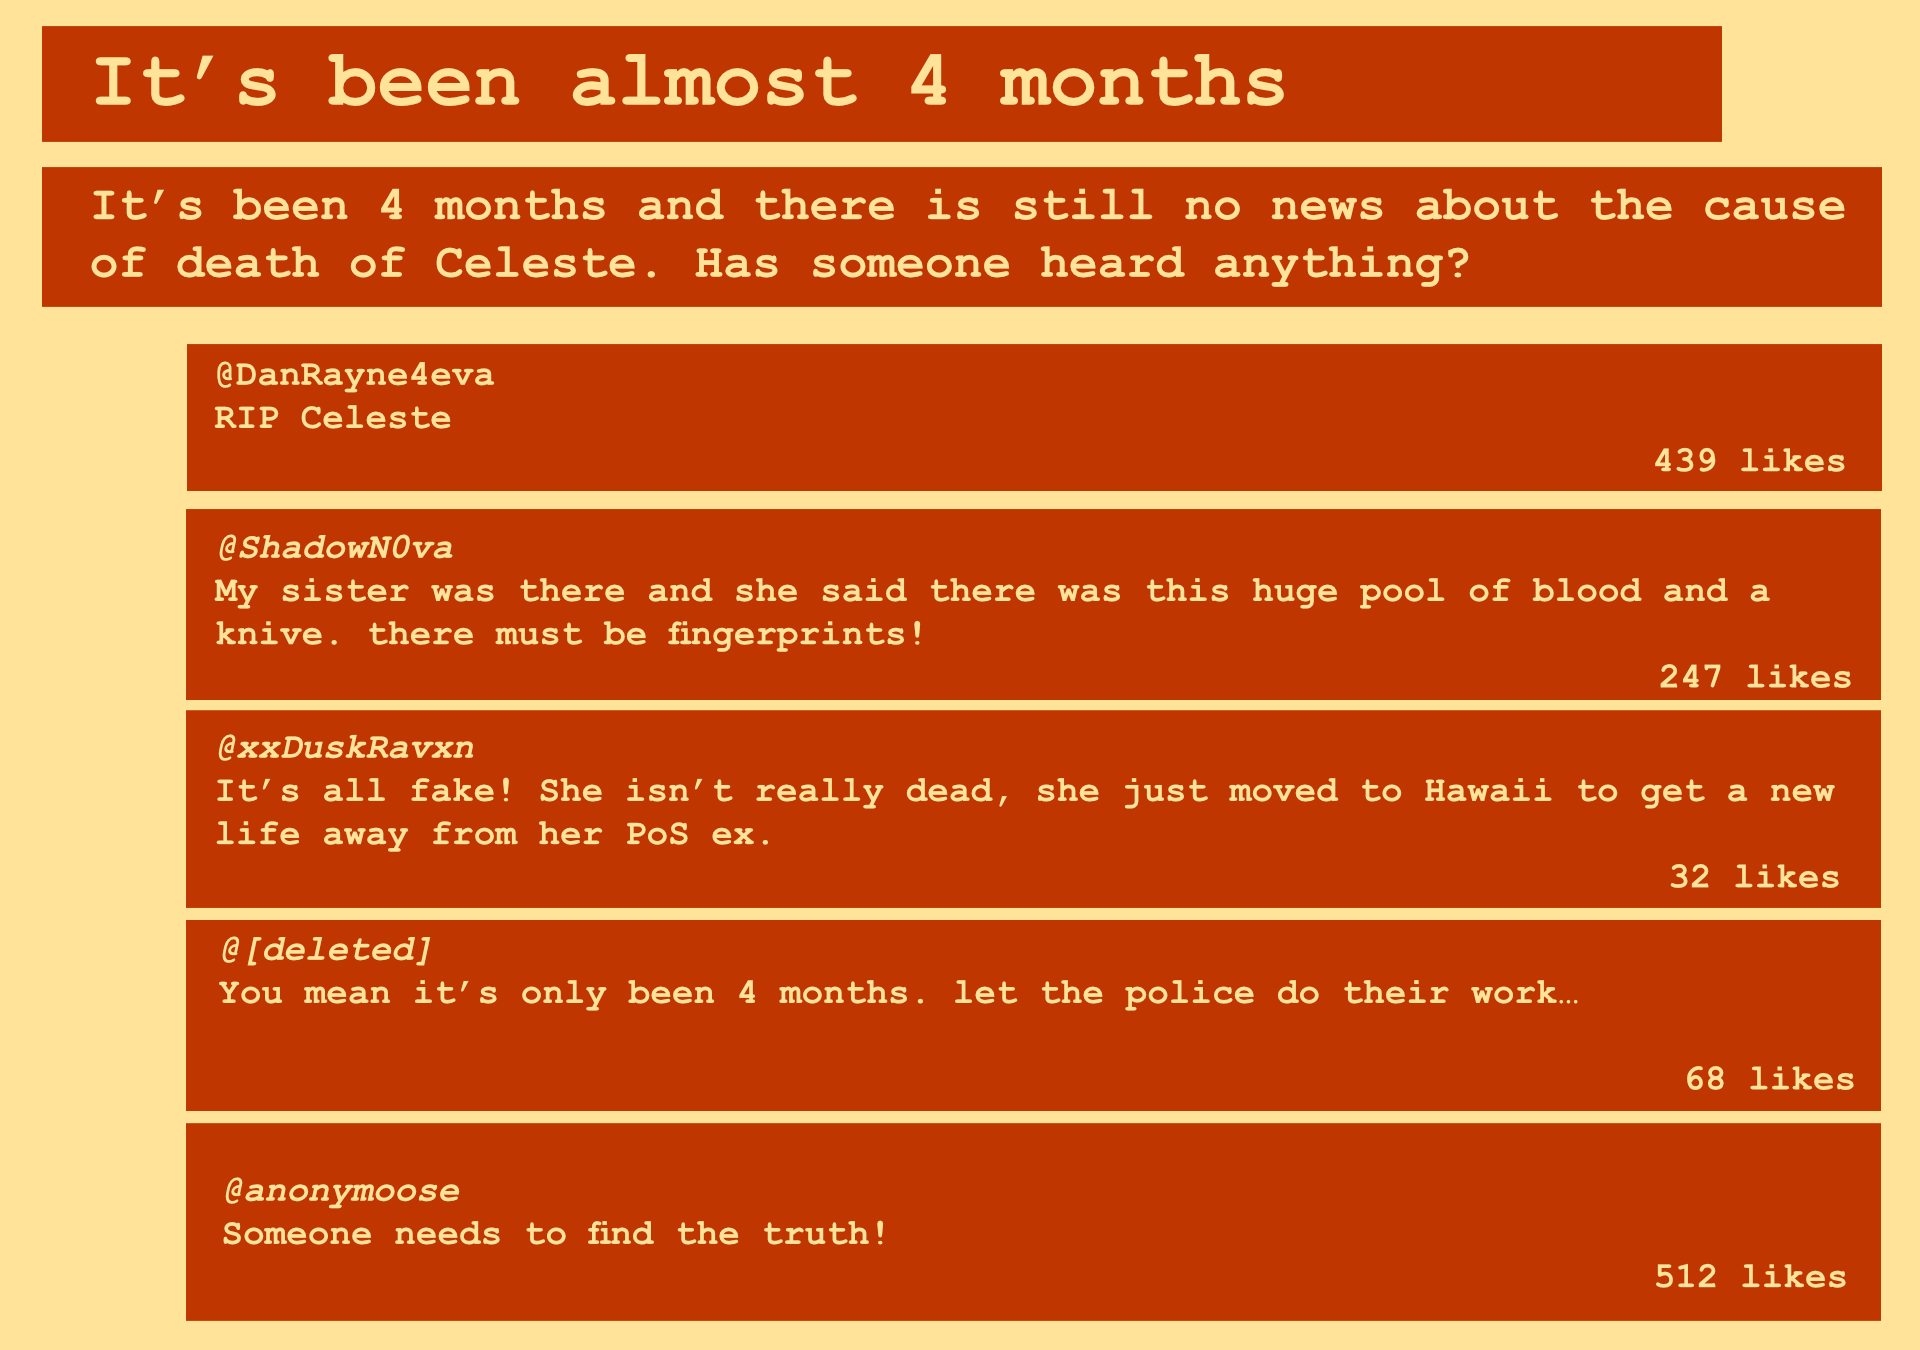 It’s been almost 4 months
It’s been 4 months and there is still no news about the cause
of death of Celeste. Has someone heard anything?
@DanRayne4eva
RIP Celeste
439 likes
@ShadowN0va
My sister was there and she said there was this huge pool of blood and a
knive. there must be fingerprints!
247 likes
@xxDuskRavxn
It’s all fake! She isn’t really dead, she just moved to Hawaii to get a new
life away from her PoS ex.
32 likes
@[deleted]
You mean it’s only been 4 months. let the police do their work…
68 likes
@anonymoose
Someone needs to find the truth!
512 likes